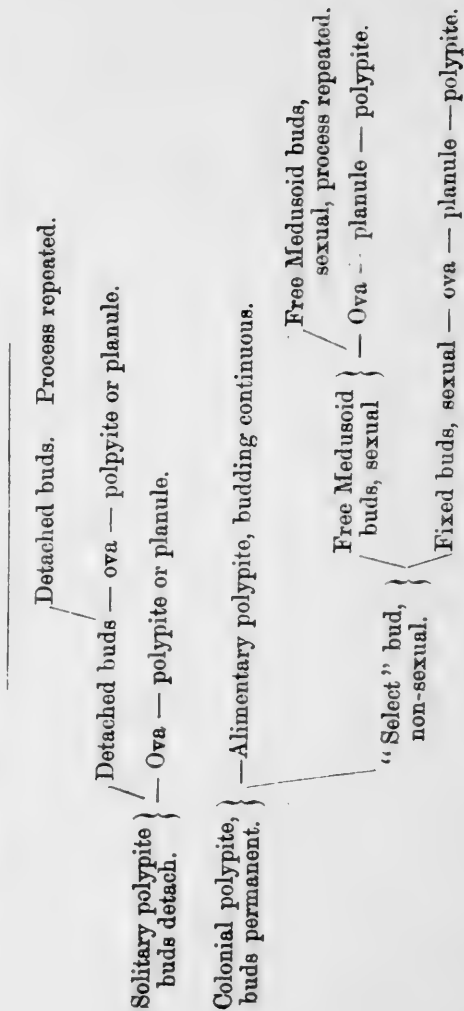 Detached buds. Process repeated.
Detached buds — ova — polpyite or planule.
Solitary polypite } — Ova — polypite or planule.
buds detach.
Colonial polypite, } —Alimentary polypite, budding continuous.
buds permanent.
"Select" bud, }
non-sexual.
Free Medusoid buds,
sexual, process repeated.
Free Medusoid } — Ova — planule — polypite.
buds, sexual
Fixed buds, sexual — ova — planule —polypite.